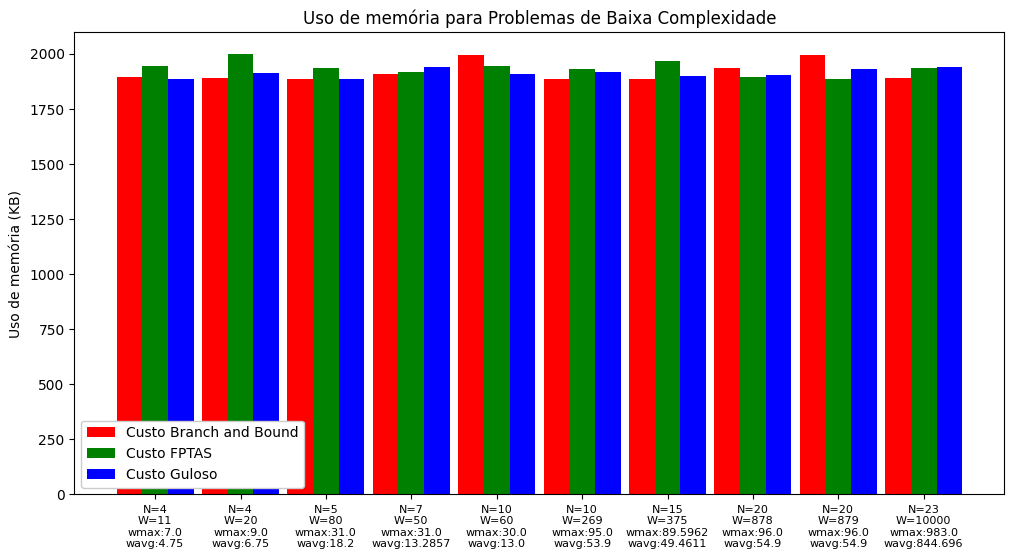 Uso de memória para Problemas de Baixa Complexidade
Uso de memória (KB)
2000
1750
1500
1250
1000
750
500
250
0
Custo Branch and Bound
Custo FPTAS
Custo Guloso
N=4
W=11
wmax:7.0
wavg:4.75
N=4
W=20
wmax:9.0
wavg:6.75
N=5
W=80
wmax:31.0
wavg:18.2
N=7
W=50
wmax:31.0
wavg:13.2857
N=10
W=60
wmax:30.0
wavg:13.0
N=10
W=269
wmax:95.0
wavg:53.9
N=15
W=375
wmax:89.5962
wavg:49.4611
N=20
W=878
wmax:96.0
wavg:54.9
N=20
W=879
wmax:96.0
wavg:54.9
N=23
W=10000
wmax:983.0
wavg:844.696